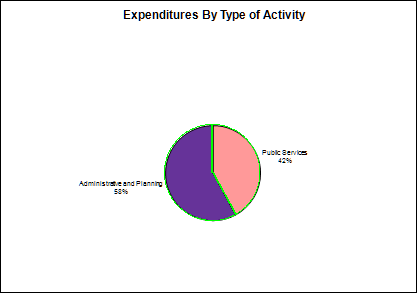 Expenditures By Type of Activity
Public Services
42%
Administrative and Planning
58%